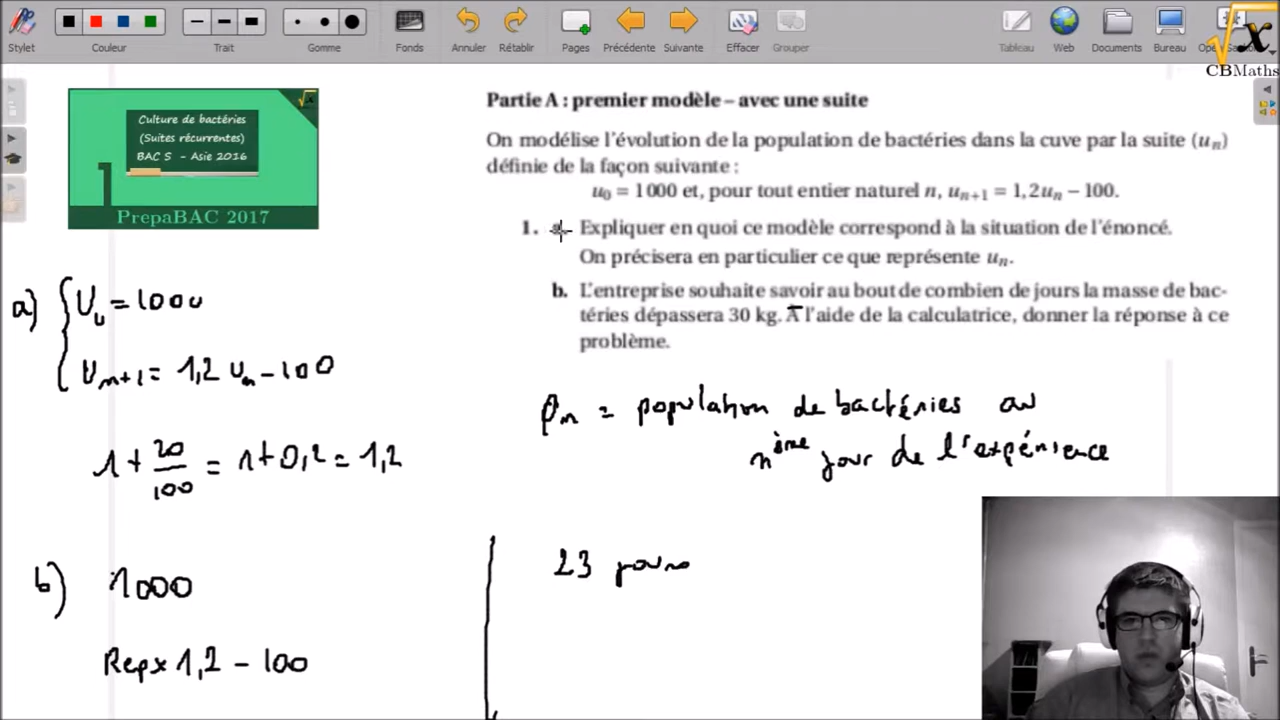 Stylet
Couleur
Trait
Gomme
Fonds
Annuler
Rétablir
Pages
Précédente
Suivante
Effacer
Grouper
Tableau
Web
Documents
Bureau
√x
CBMaths
Culture de bactéries
(Suites récurrentes)
BAC S - Asie 2016
1
PrepaBAC 2017
Partie A : premier modèle – avec une suite
On modélise l'évolution de la population de bactéries dans la cuve par la suite (uₙ)
définie de la façon suivante :
u₀ = 1 000 et, pour tout entier naturel n, uₙ₊₁ = 1,2uₙ − 100.
1. Expliquer en quoi ce modèle correspond à la situation de l'énoncé.
On précisera en particulier ce que représente uₙ.
b. L'entreprise souhaite savoir au bout de combien de jours la masse de bac-
téries dépassera 30 kg. A l'aide de la calculatrice, donner la réponse à ce
problème.
a) { U₀ = 1000
Uₙ₊₁ = 1,2 Uₙ − 100
1 + 20/100 = 1 + 0,2 = 1,2
ρₙ = population de bactéries au
nième jour de l'expérience
b) 1000
Rep × 1,2 − 100
23 jours